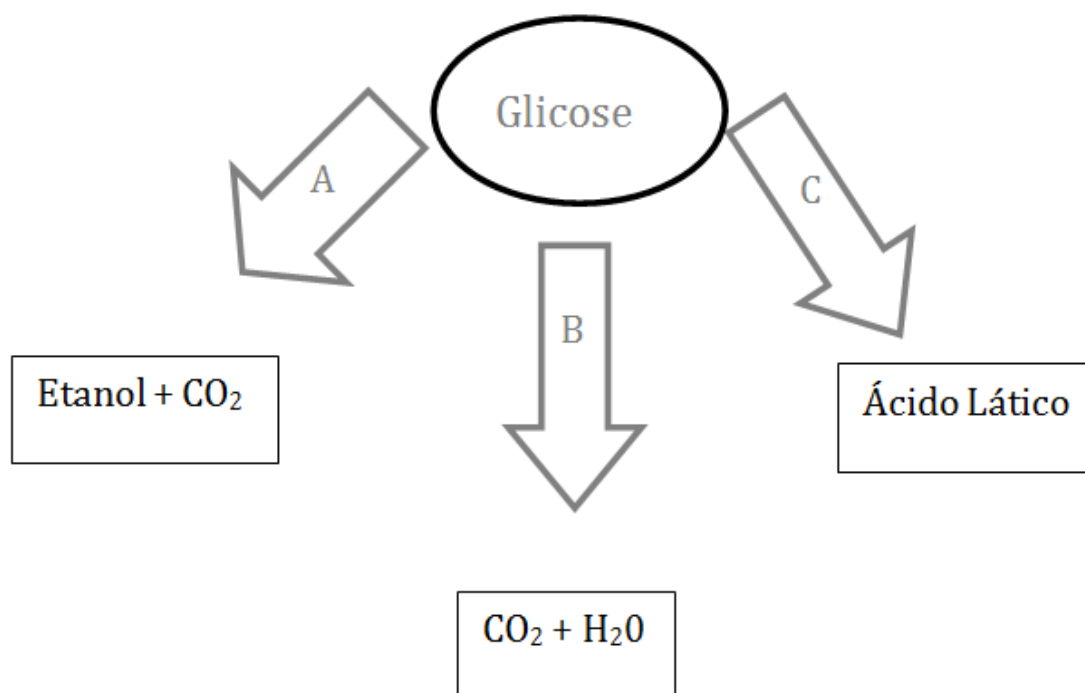 Glicose
A
B
C
Etanol + CO₂
Ácido Lático
CO₂ + H₂0